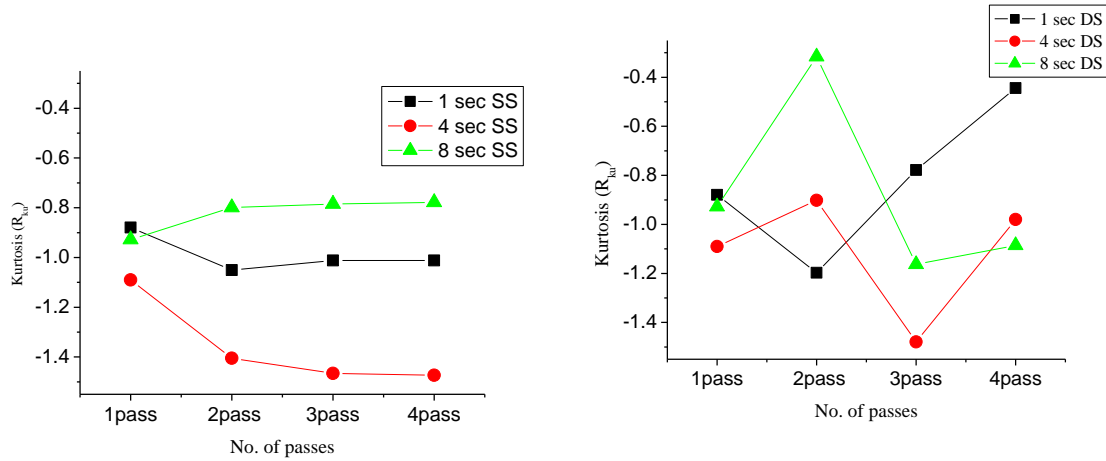 -0.4
-0.6
-0.8
-1.0
-1.2
-1.4
Kurtosis (Rku)
1 sec SS
4 sec SS
8 sec SS
1pass 2pass 3pass 4pass
No. of passes
1 sec DS
4 sec DS
8 sec DS
-0.4
-0.6
-0.8
-1.0
-1.2
-1.4
Kurtosis (Rku)
1pass 2pass 3pass 4pass
No. of passes